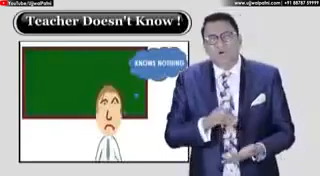 YouTube/UjjwalPatni
www.ujjwalpatni.com | +91 88787 59999
Teacher Doesn't Know !
KNOWS NOTHING